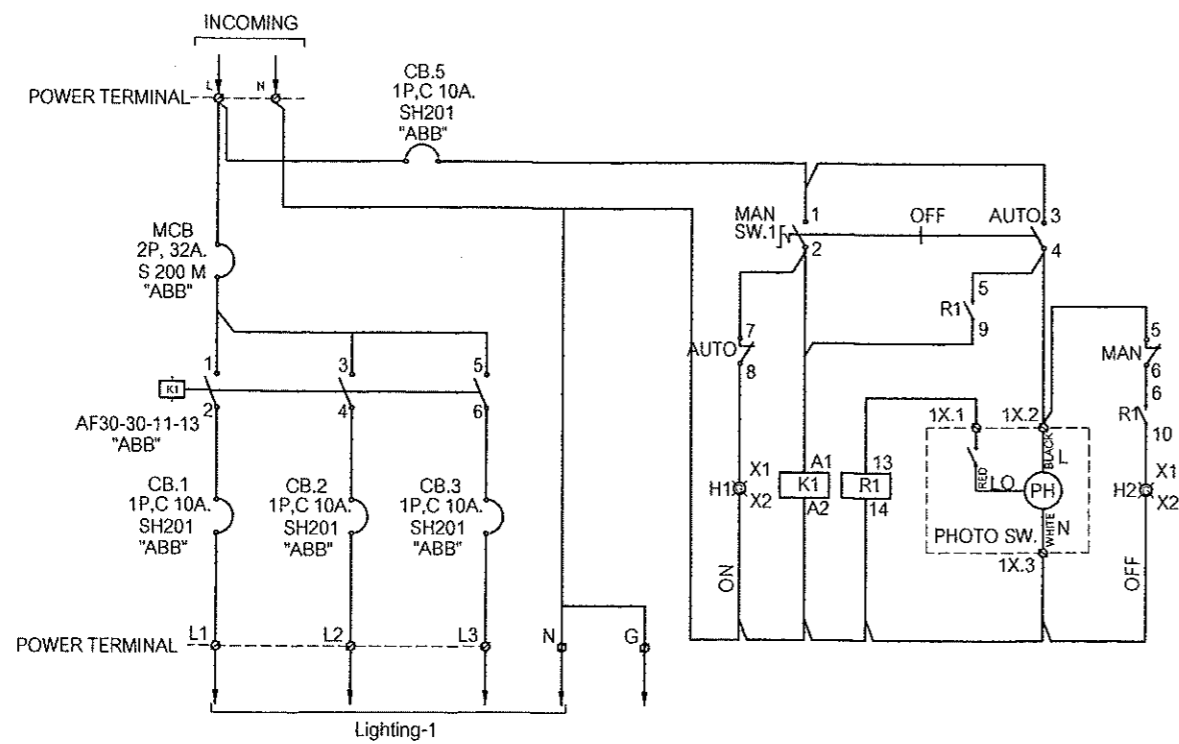 INCOMING
L
N
POWER TERMINAL
CB.5
1P,C 10A.
SH201
"ABB"
MCB
2P, 32A.
S 200 M
"ABB"
MAN
SW.1
1
2
OFF
AUTO
3
4
5
R1
9
7
AUTO
8
5
MAN
6
6
R1
10
1
3
5
K1
2
4
6
AF30-30-11-13
"ABB"
1X.1
1X.2
BLACK
L
RED
LO
PH
WHITE
N
PHOTO SW.
1X.3
CB.1
1P,C 10A.
SH201
"ABB"
CB.2
1P,C 10A.
SH201
"ABB"
CB.3
1P,C 10A.
SH201
"ABB"
H1
X1
X2
A1
K1
A2
13
R1
14
H2
X1
X2
ON
OFF
POWER TERMINAL
L1
L2
L3
N
G
Lighting-1